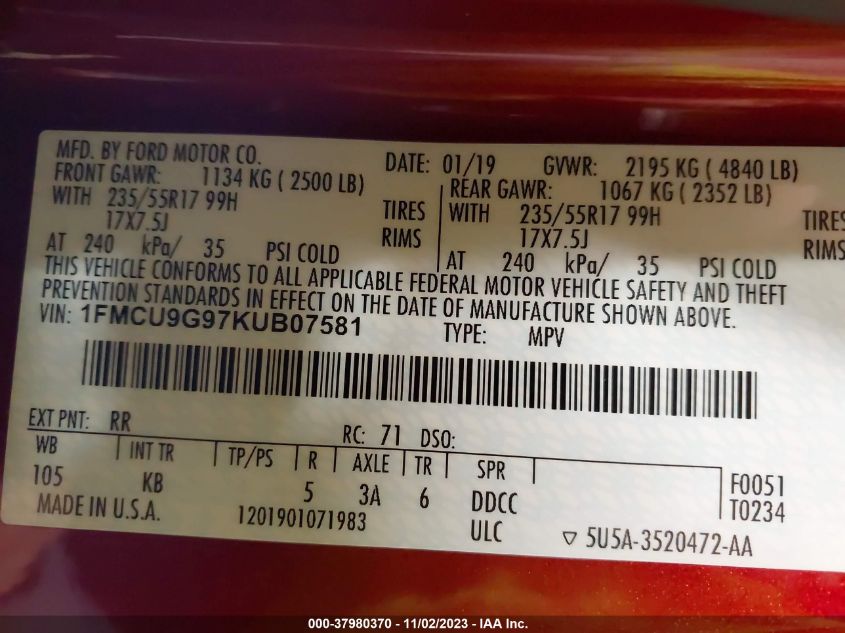 MFD. BY FORD MOTOR CO. DATE: 01/19 GVWR: 2195 KG ( 4840 LB)
FRONT GAWR: 1134 KG ( 2500 LB) REAR GAWR: 1067 KG ( 2352 LB)
WITH 235/55R17 99H TIRES WITH 235/55R17 99H TIRES
17X7.5J RIMS 17X7.5J RIMS
AT 240 kPa/ 35 PSI COLD AT 240 kPa/ 35 PSI COLD
THIS VEHICLE CONFORMS TO ALL APPLICABLE FEDERAL MOTOR VEHICLE SAFETY AND THEFT
PREVENTION STANDARDS IN EFFECT ON THE DATE OF MANUFACTURE SHOWN ABOVE.
VIN: 1FMCU9G97KUB07581 TYPE: MPV
EXT PNT: RR RC: 71 DSO:
WB INT TR TP/PS R AXLE TR SPR F0051
105 KB 5 3A 6 DDCC T0234
MADE IN U.S.A. 1201901071983 ULC ▽ 5U5A-3520472-AA
000-37980370 - 11/02/2023 - IAA Inc.